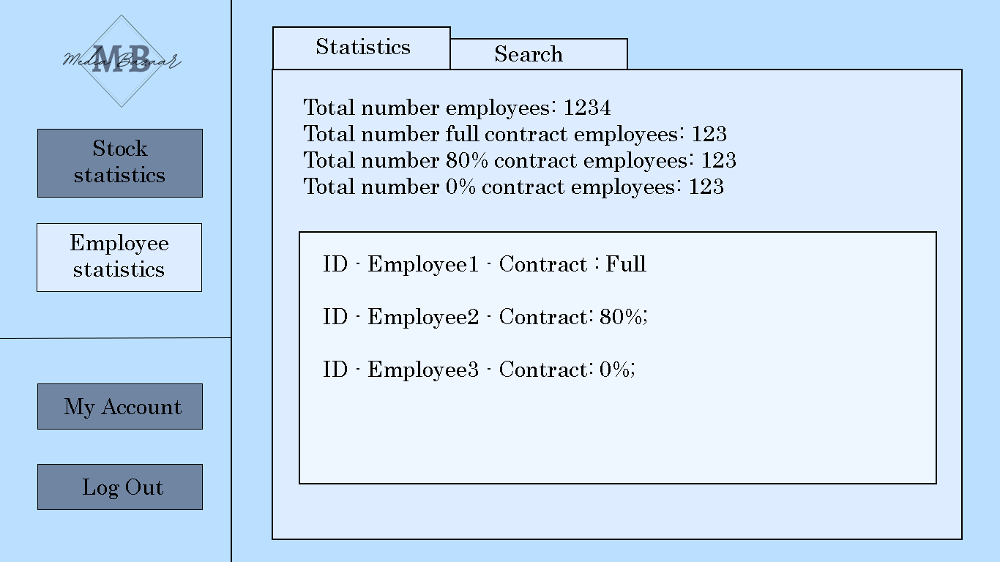 MB
Media Bazaar
Stock
statistics
Employee
statistics
My Account
Log Out
Statistics
Search
Total number employees: 1234
Total number full contract employees: 123
Total number 80% contract employees: 123
Total number 0% contract employees: 123
ID - Employee1 - Contract : Full
ID - Employee2 - Contract: 80%;
ID - Employee3 - Contract: 0%;